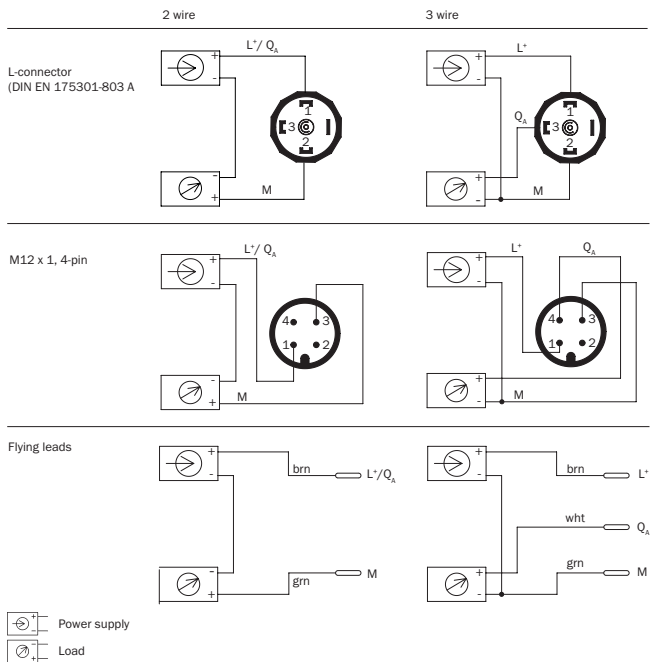 2 wire 3 wire
L-connector
(DIN EN 175301-803 A
+ L⁺/ Q_A
-
1
3
2
-
+ M
+ L⁺
-
Q_A
1
3
2
+
- M
M12 x 1, 4-pin
+ L⁺/ Q_A
-
4 3
1 2
-
+ M
+ L⁺ Q_A
-
4 3
1 2
+
- M
Flying leads
+
brn L⁺/Q_A
-
-
+ grn M
+
brn L⁺
-
wht Q_A
+
grn M
-
+
- Power supply
-
+ Load